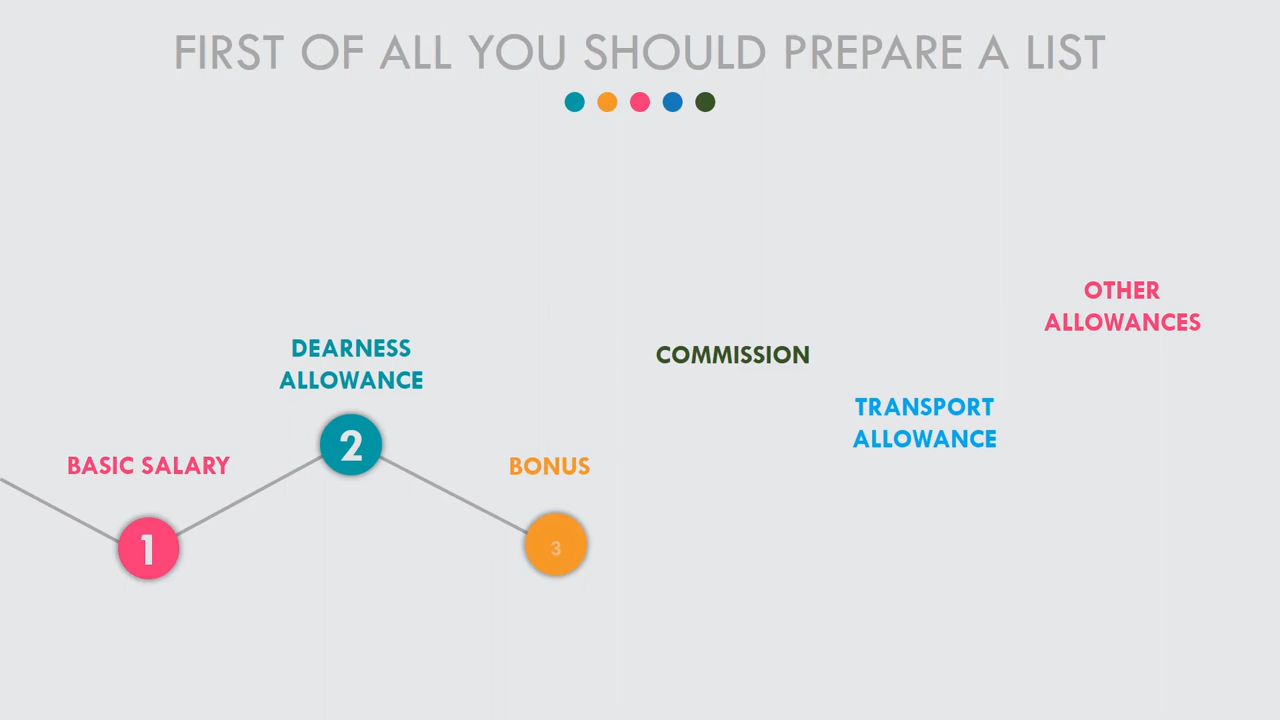 FIRST OF ALL YOU SHOULD PREPARE A LIST
BASIC SALARY
1
DEARNESS
ALLOWANCE
2
BONUS
3
COMMISSION
TRANSPORT
ALLOWANCE
OTHER
ALLOWANCES